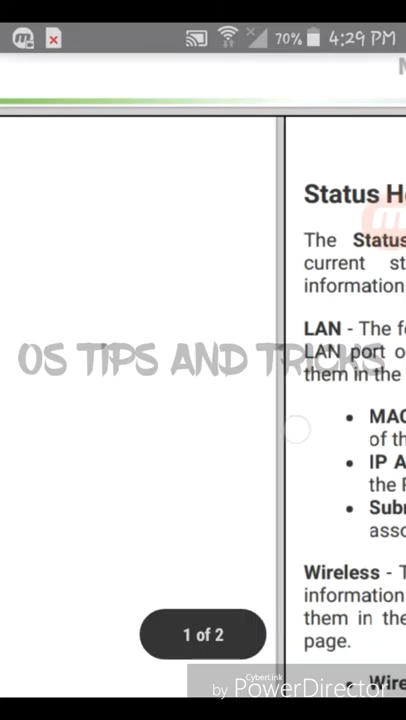 70% 4:29 PM
M
Status H
The Status
current st
information
LAN - The f
LAN port o
them in the
OS TIPS AND TRICKS
• MAC
of th
• IP A
the
• Sub
asso
Wireless - T
information
them in the
page.
1 of 2
• Wire
CyberLink
by PowerDirector